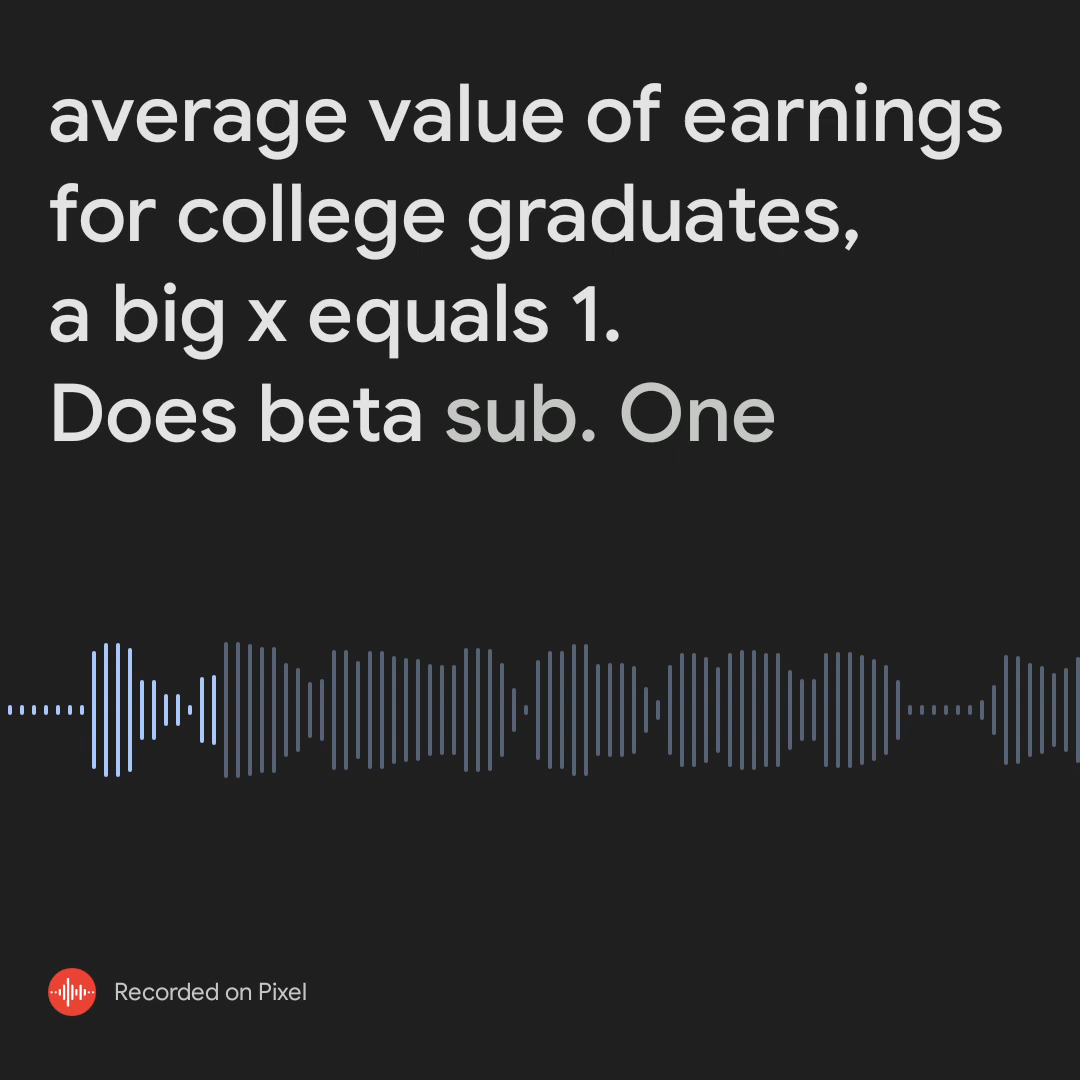 average value of earnings
for college graduates,
a big x equals 1.
Does beta sub. One
Recorded on Pixel